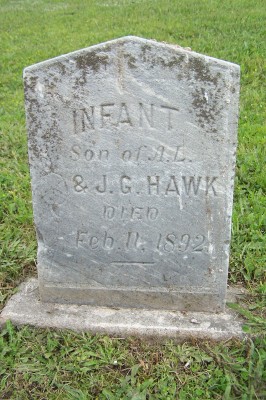 INFANT
Son of A.E.
& J.G. HAWK
DIED
Feb. 11. 1892